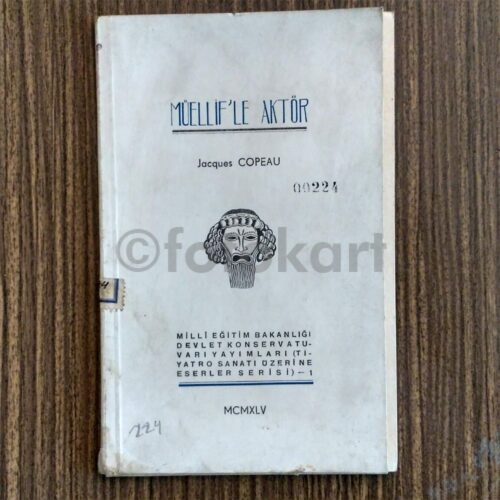 MÜELLİF'LE AKTÖR
Jacques COPEAU
00224
©fotokart
MİLLİ EĞİTİM BAKANLIĞI
DEVLET KONSERVATU-
VARI YAYIMLARI (TI-
YATRO SANATI ÜZERİNE
ESERLER SERİSİ) — 1
MCMXLV
224